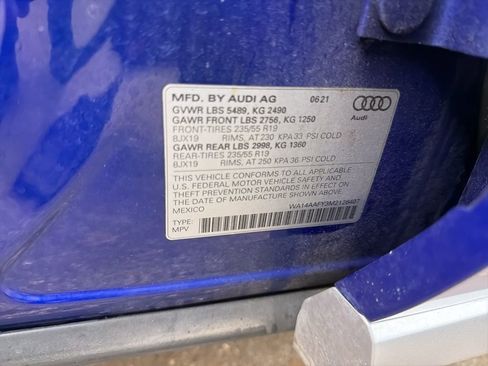 MFD. BY AUDI AG 06 21
GVWR LBS 5489, KG 2490
GAWR FRONT LBS 2756, KG 1250
FRONT-TIRES 235/55 R19
8JX19 RIMS, AT 230 KPA 33 PSI COLD
GAWR REAR LBS 2998, KG 1360
REAR-TIRES 235/55 R19
8JX19 RIMS, AT 250 KPA 36 PSI COLD
THIS VEHICLE CONFORMS TO ALL APPLICABLE
U.S. FEDERAL MOTOR VEHICLE SAFETY AND
THEFT PREVENTION STANDARDS IN EFFECT ON
THE DATE OF MANUFACTURE SHOWN ABOVE.
MEXICO
TYPE:
MPV